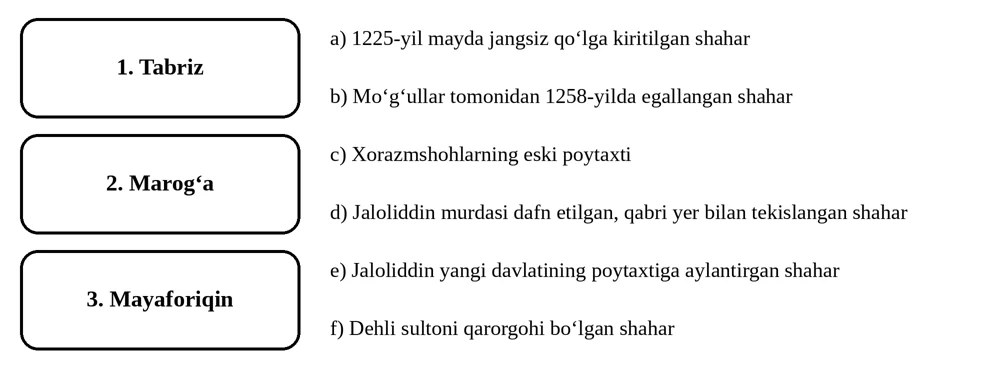 1. Tabriz
2. Marog‘a
3. Mayaforiqin
a) 1225-yil mayda jangsiz qo‘lga kiritilgan shahar
b) Mo‘g‘ullar tomonidan 1258-yilda egallangan shahar
c) Xorazmshohlarning eski poytaxti
d) Jaloliddin murdasi dafn etilgan, qabri yer bilan tekislangan shahar
e) Jaloliddin yangi davlatining poytaxtiga aylantirgan shahar
f) Dehli sultoni qarorgohi bo‘lgan shahar